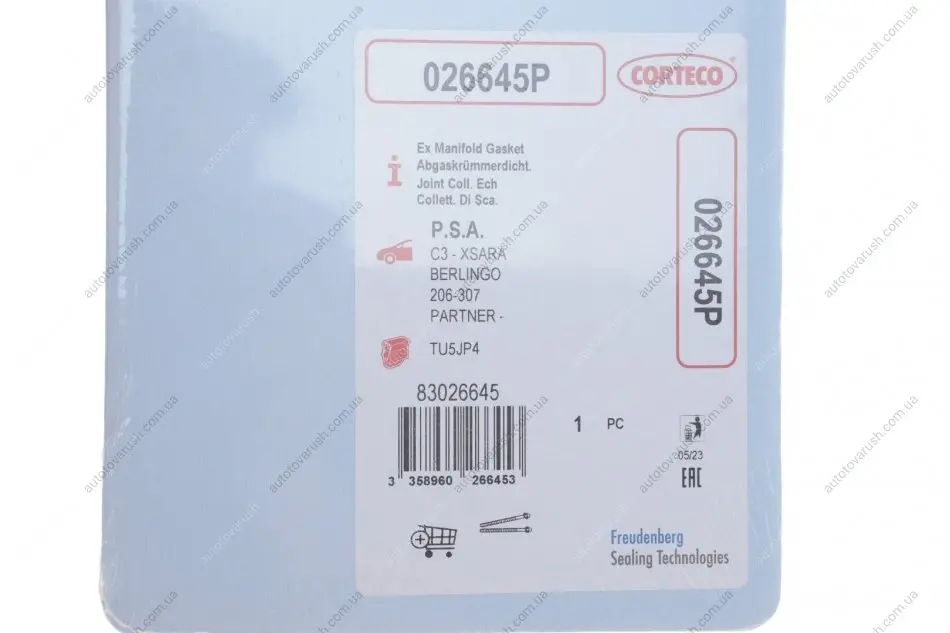 026645P
CORTECO®
Ex Manifold Gasket
Abgaskrümmerdicht.
Joint Coll. Ech
Collett. Di Sca.
P.S.A.
C3 - XSARA
BERLINGO
206-307
PARTNER -
TU5JP4
026645P
83026645
3 358960 266453
1 PC
05/23
EAC
Freudenberg
Sealing Technologies
autotovarush.com.ua